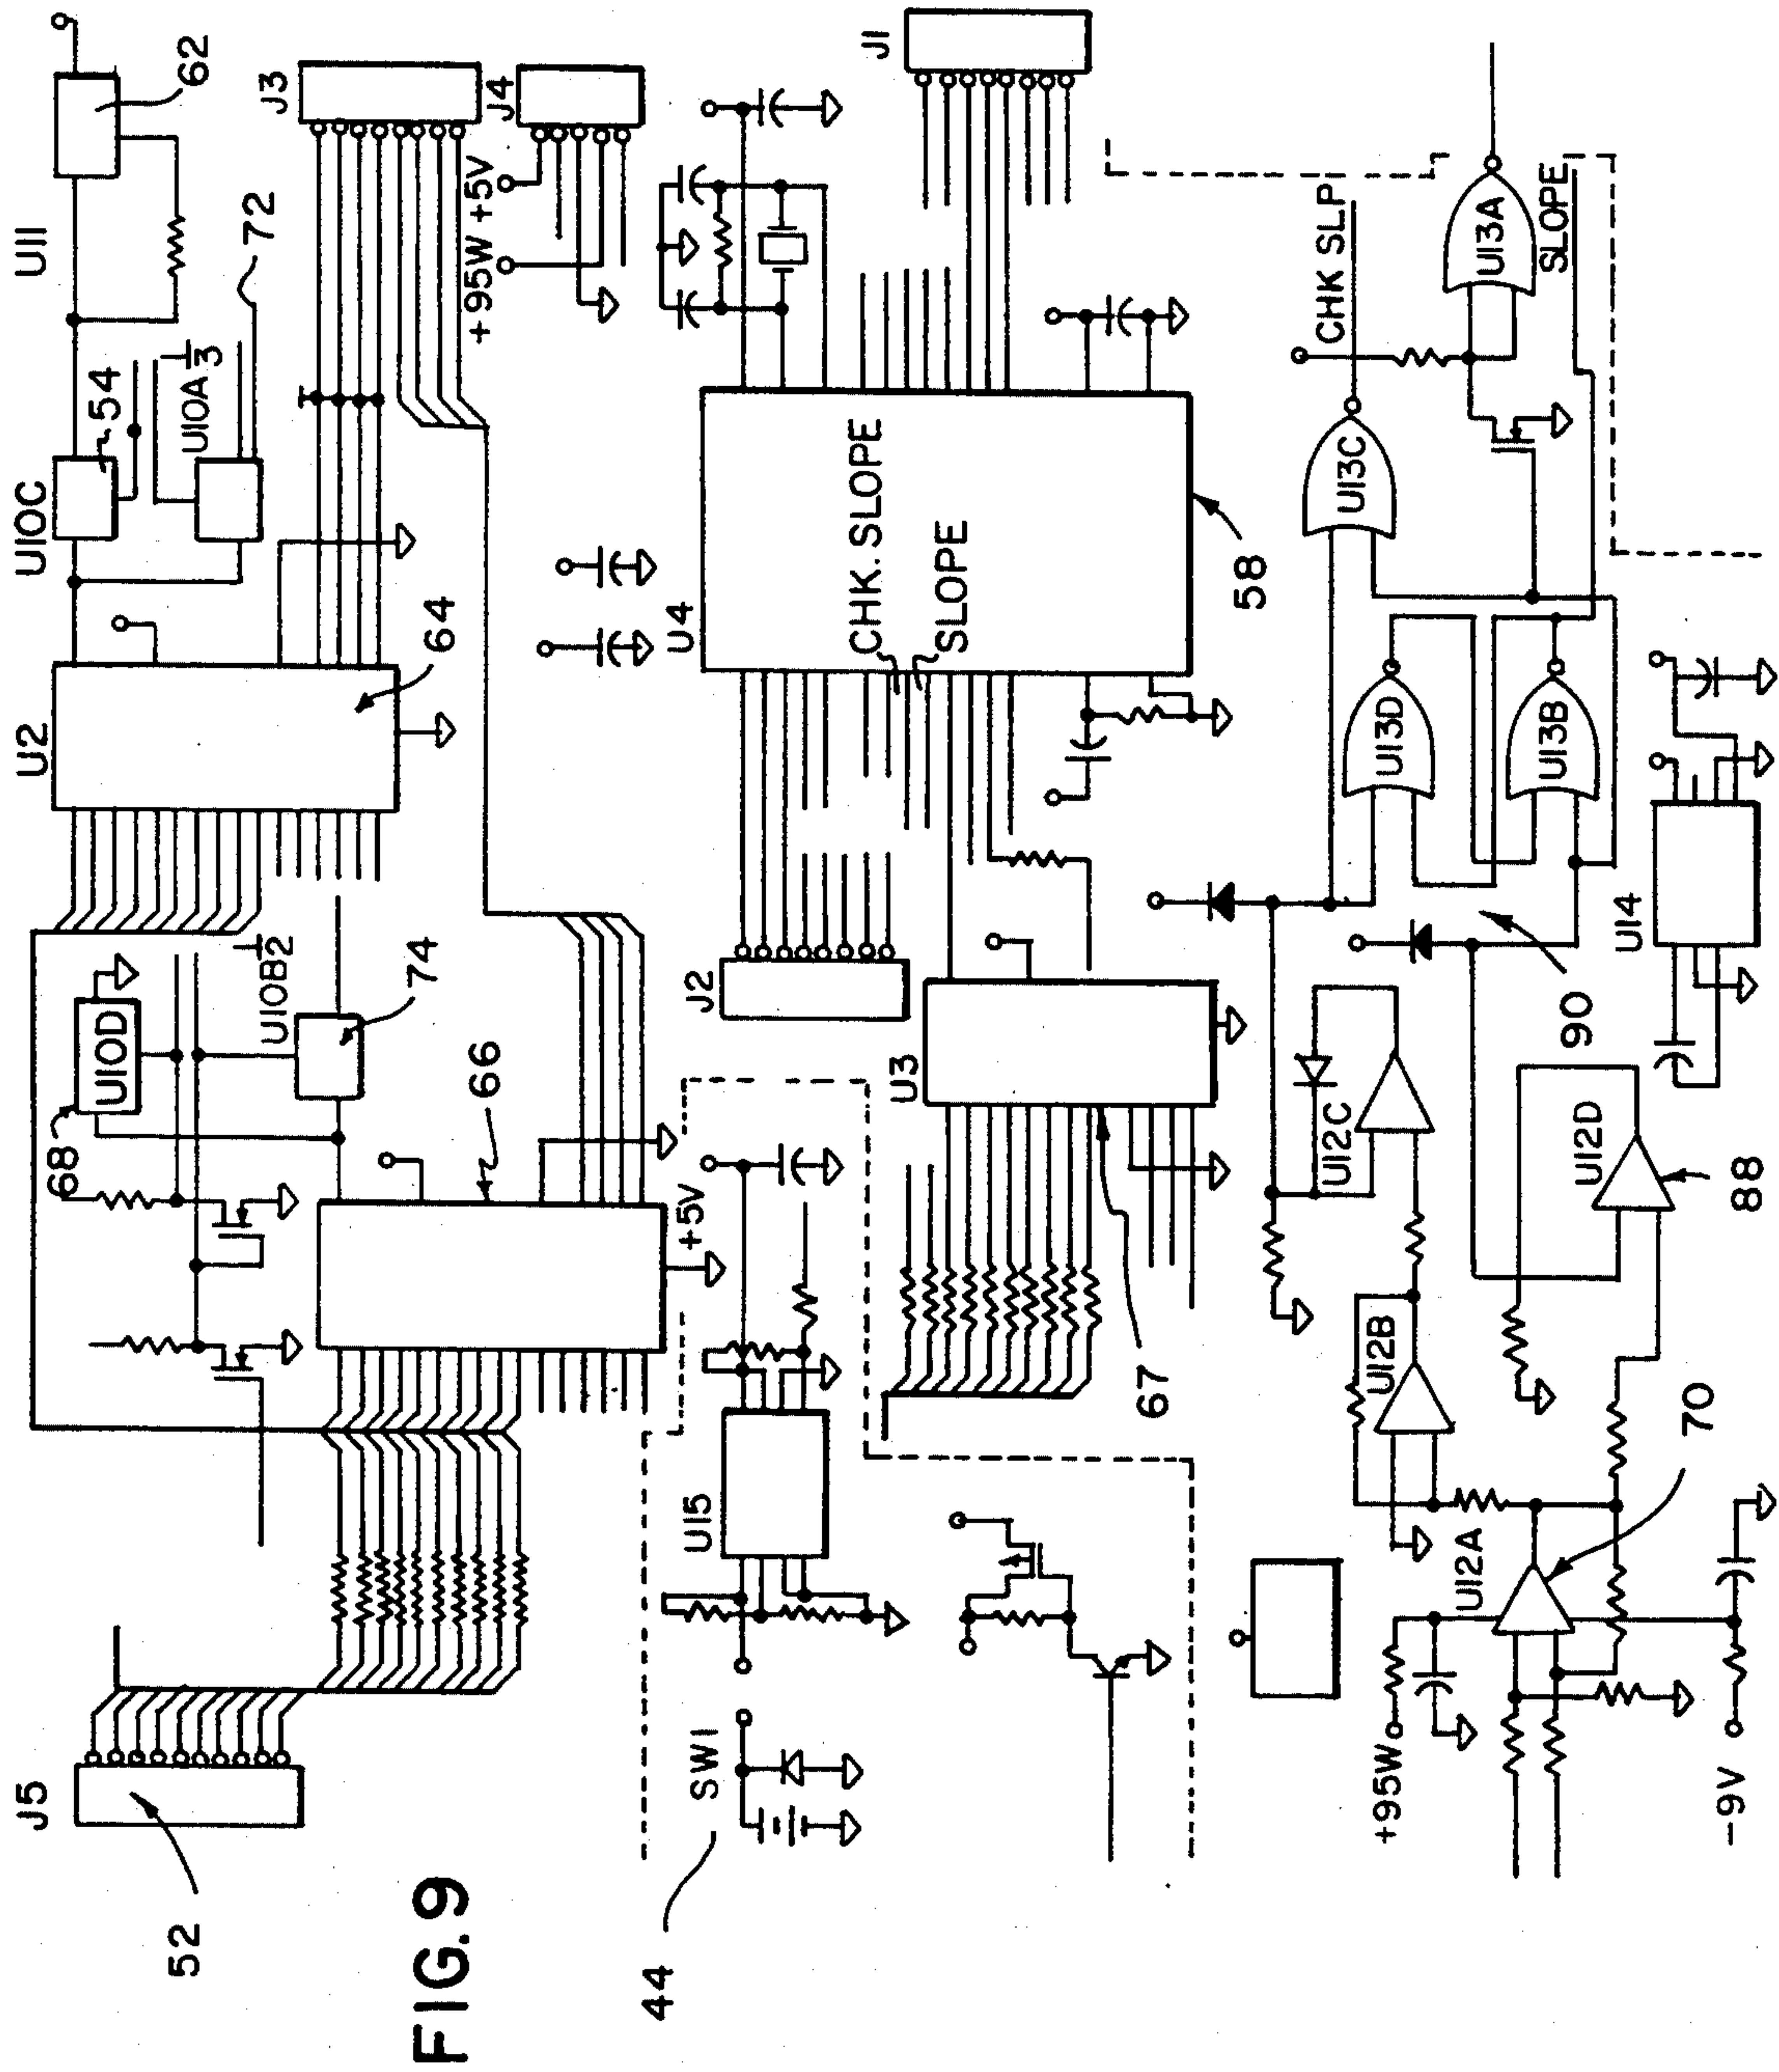 FIG. 9
J5
52
U2
64
U10C
54
U11
62
U10A 1/3
72
J3
J4
+5V
+95W
68
U10D
U10B 1/2
74
66
+5V
44
SW1
U15
U4
CHK. SLOPE
SLOPE
58
J1
J2
U3
67
CHK SLP
U13C
U13A
SLOPE
U13D
U13B
90
U14
U12C
U12D
88
U12B
U12A
70
+95W
-9V